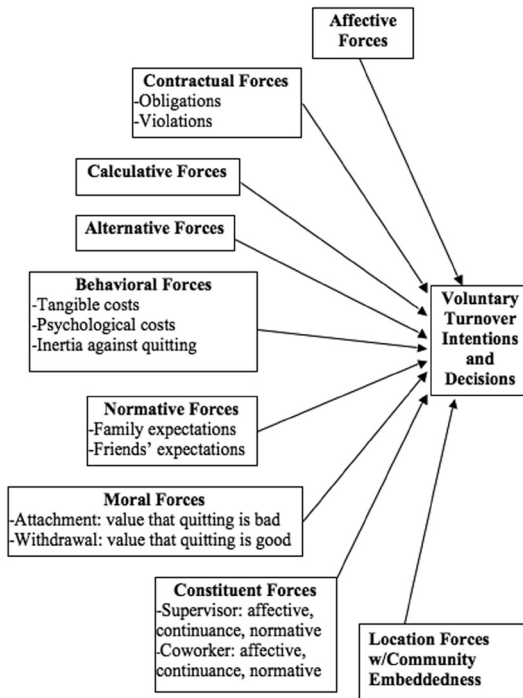 Affective
Forces
Contractual Forces
-Obligations
-Violations
Calculative Forces
Alternative Forces
Behavioral Forces
-Tangible costs
-Psychological costs
-Inertia against quitting
Voluntary
Turnover
Intentions
and
Decisions
Normative Forces
-Family expectations
-Friends’ expectations
Moral Forces
-Attachment: value that quitting is bad
-Withdrawal: value that quitting is good
Constituent Forces
-Supervisor: affective,
continuance, normative
-Coworker: affective,
continuance, normative
Location Forces
w/Community
Embeddedness